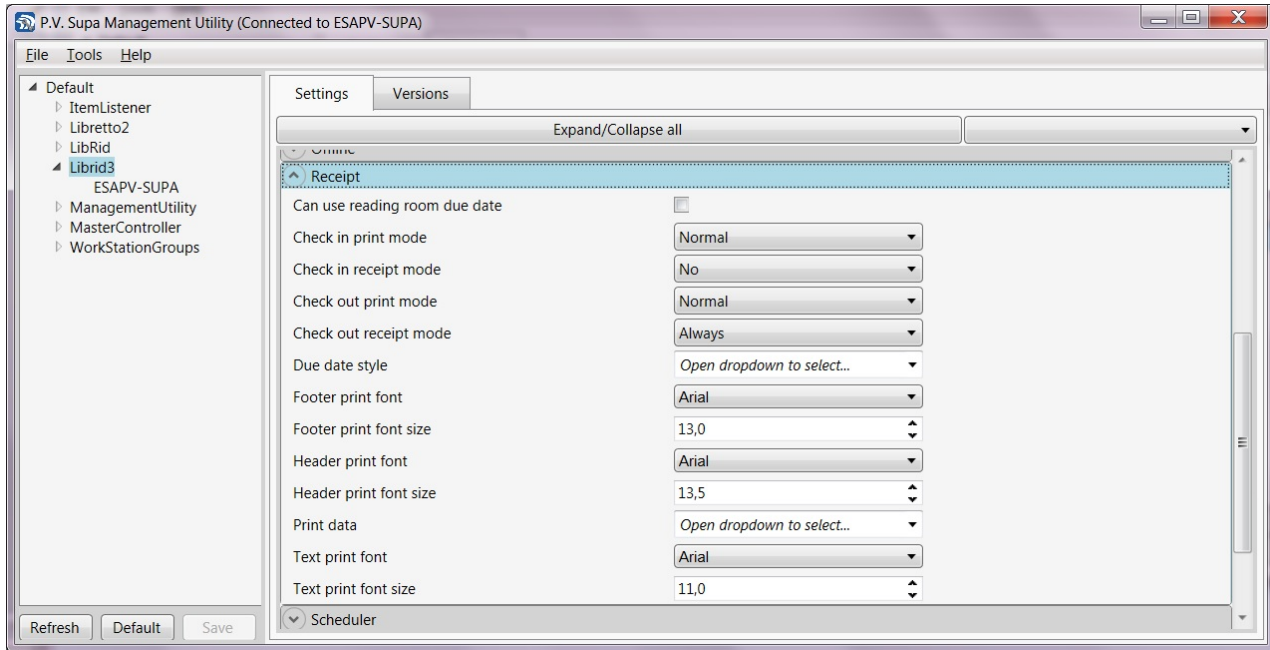 P.V. Supa Management Utility (Connected to ESAPV-SUPA)
File Tools Help
Default
ItemListener
Libretto2
LibRid
Librid3
ESAPV-SUPA
ManagementUtility
MasterController
WorkStationGroups
Refresh Default Save
Settings Versions
Expand/Collapse all
Offline
Receipt
Can use reading room due date
Check in print mode Normal
Check in receipt mode No
Check out print mode Normal
Check out receipt mode Always
Due date style Open dropdown to select...
Footer print font Arial
Footer print font size 13,0
Header print font Arial
Header print font size 13,5
Print data Open dropdown to select...
Text print font Arial
Text print font size 11,0
Scheduler